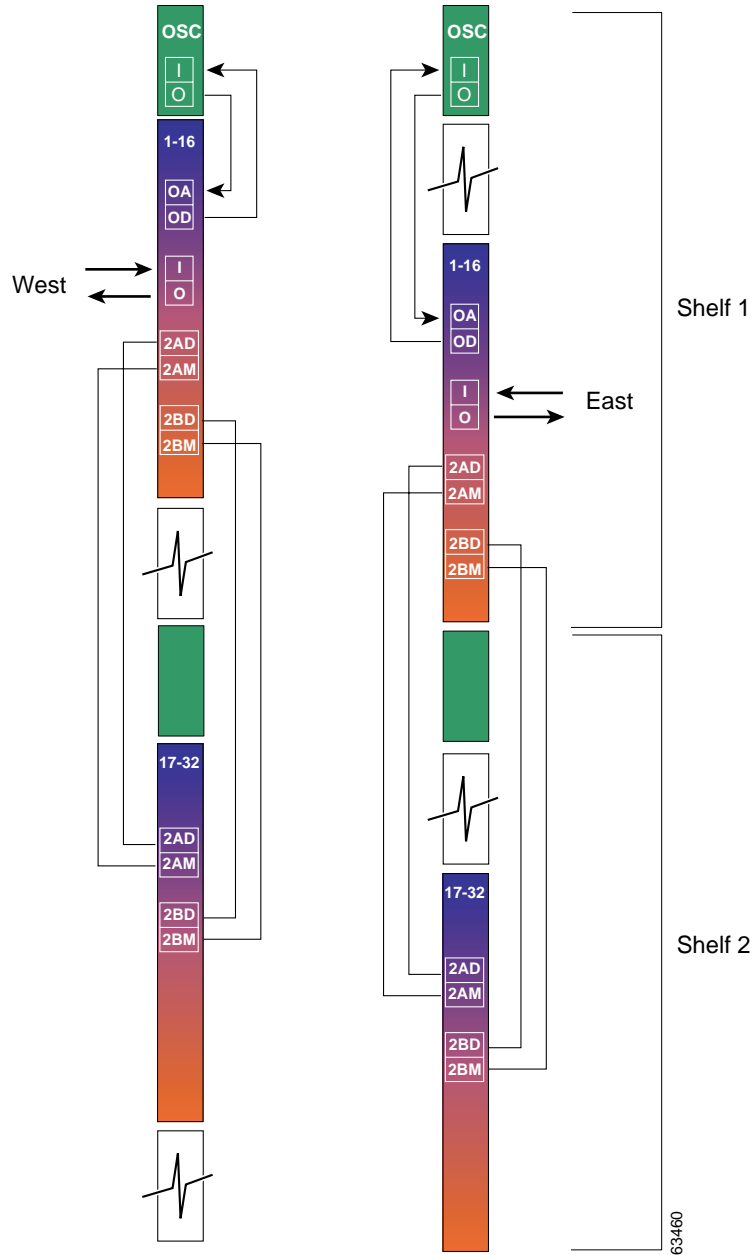 OSC
I
O
1-16
OA
OD
West
I
O
2AD
2AM
2BD
2BM
17-32
2AD
2AM
2BD
2BM
OSC
I
O
1-16
OA
OD
I
O
East
2AD
2AM
2BD
2BM
17-32
2AD
2AM
2BD
2BM
Shelf 1
Shelf 2
63460